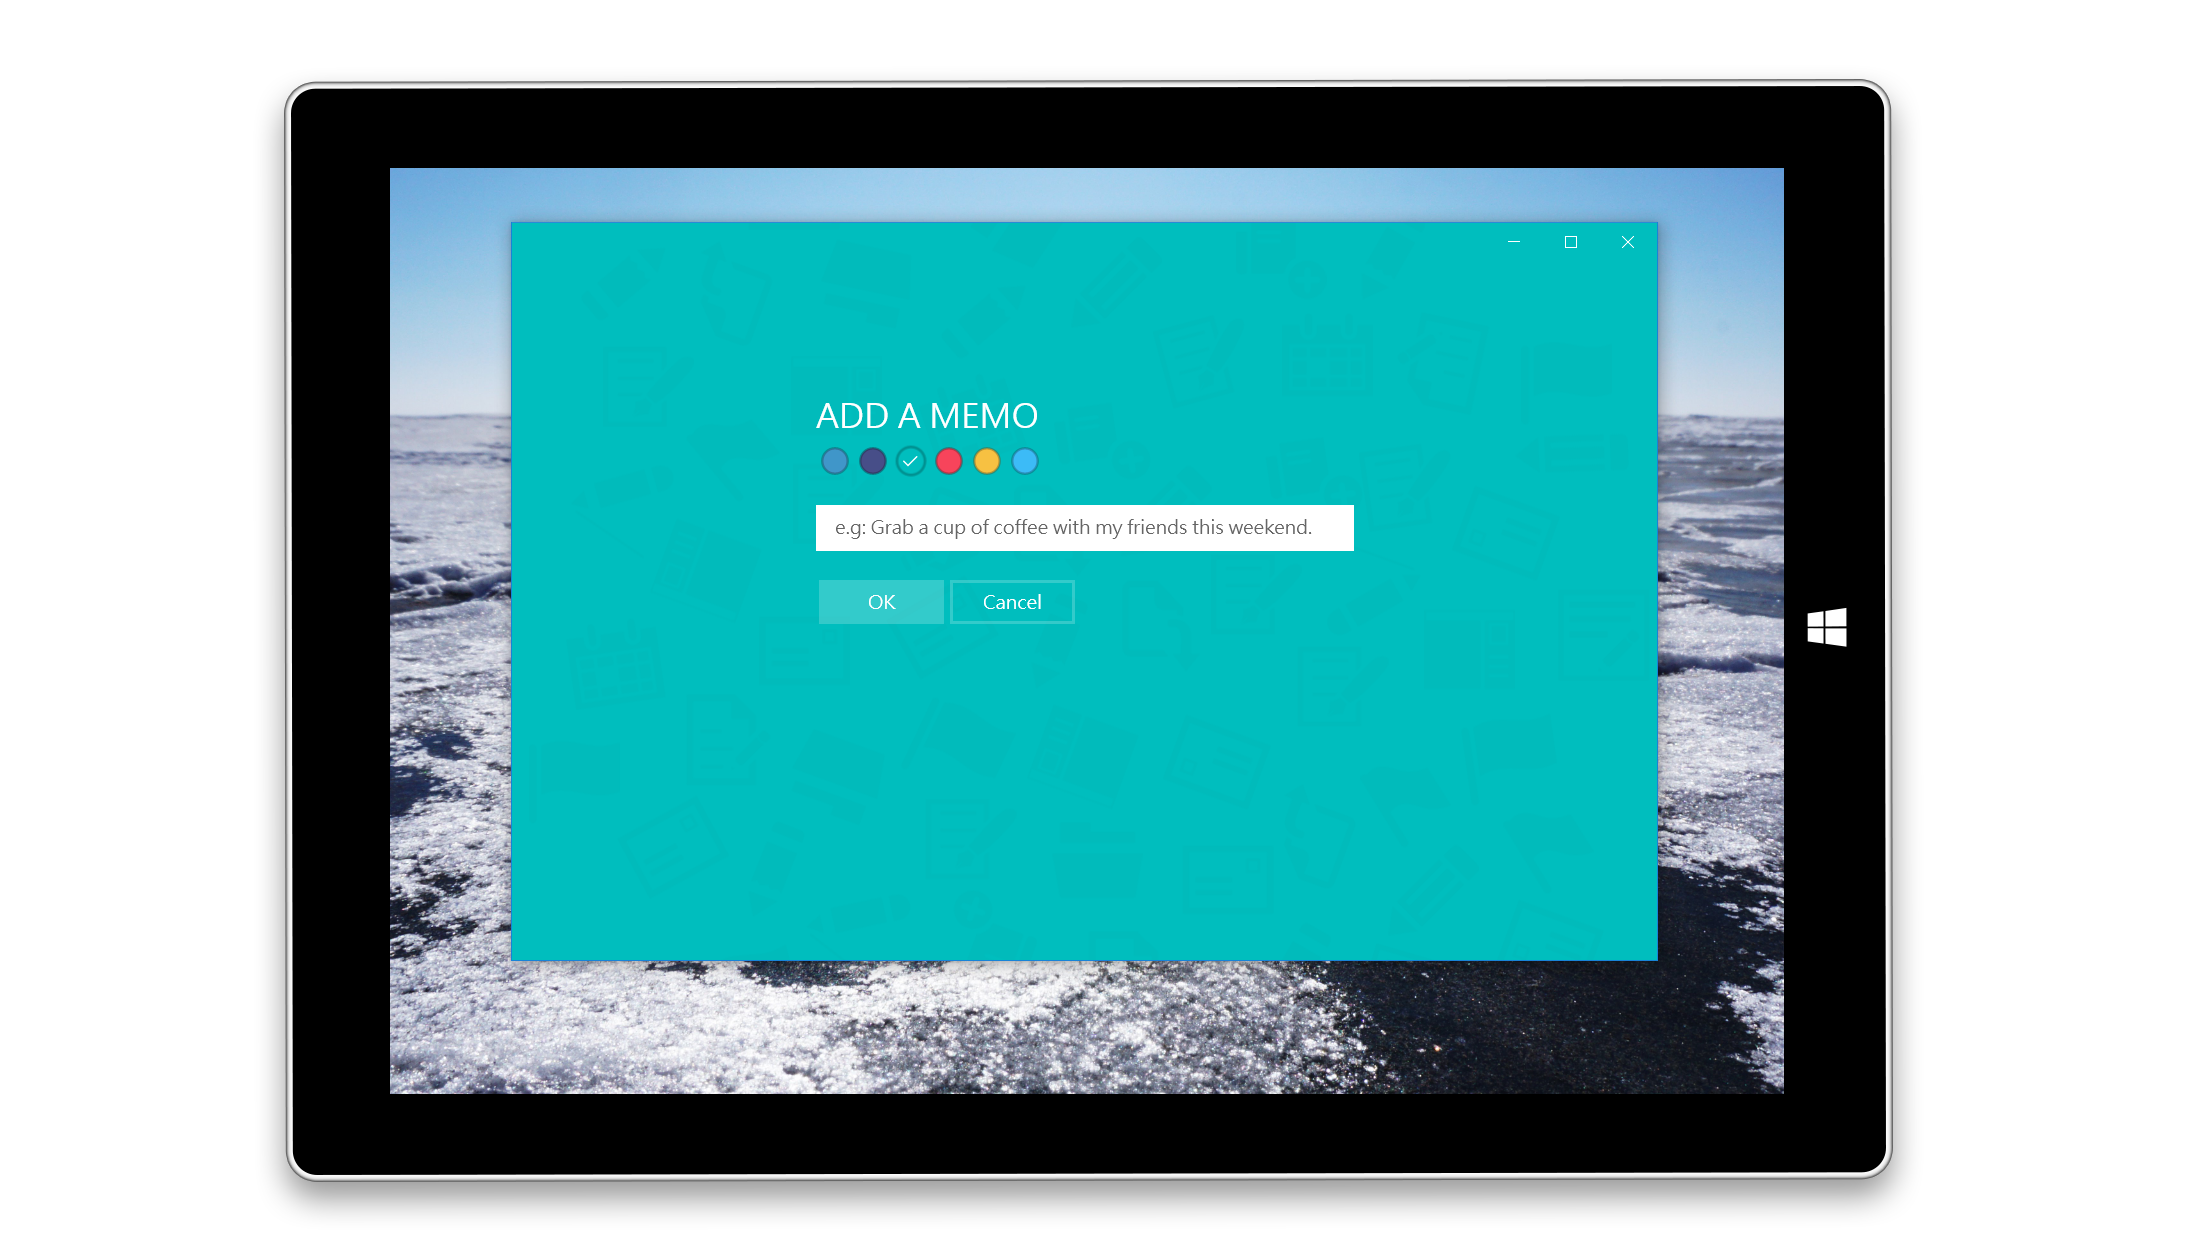 ADD A MEMO
e.g: Grab a cup of coffee with my friends this weekend.
OK
Cancel